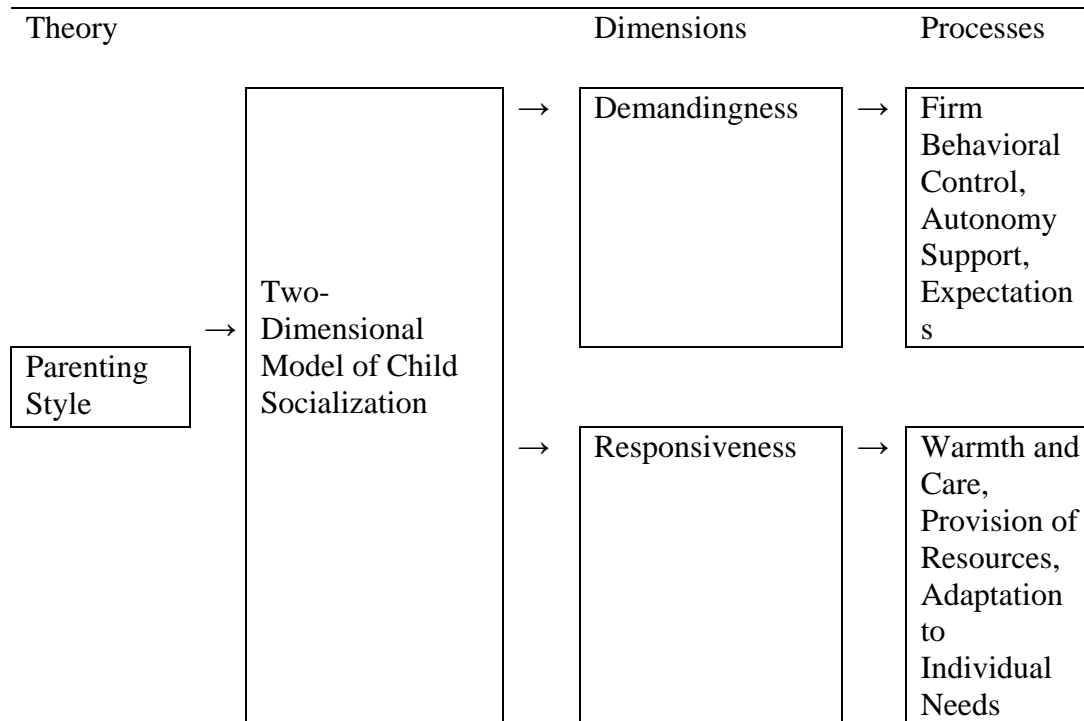 Theory Dimensions Processes
Parenting
Style
→
Two-
Dimensional
Model of Child
Socialization
→
Demandingness
→
Firm
Behavioral
Control,
Autonomy
Support,
Expectation
s
→
Responsiveness
→
Warmth and
Care,
Provision of
Resources,
Adaptation
to
Individual
Needs